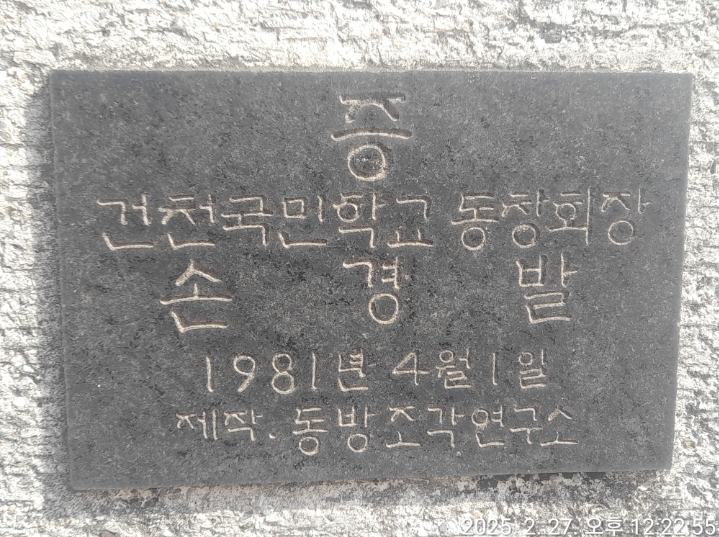 증
건천국민학교 동창회장
손 경 발
1981년 4월 1일
제작. 동방조각연구소
2025. 2. 27. 오후 12:22:55